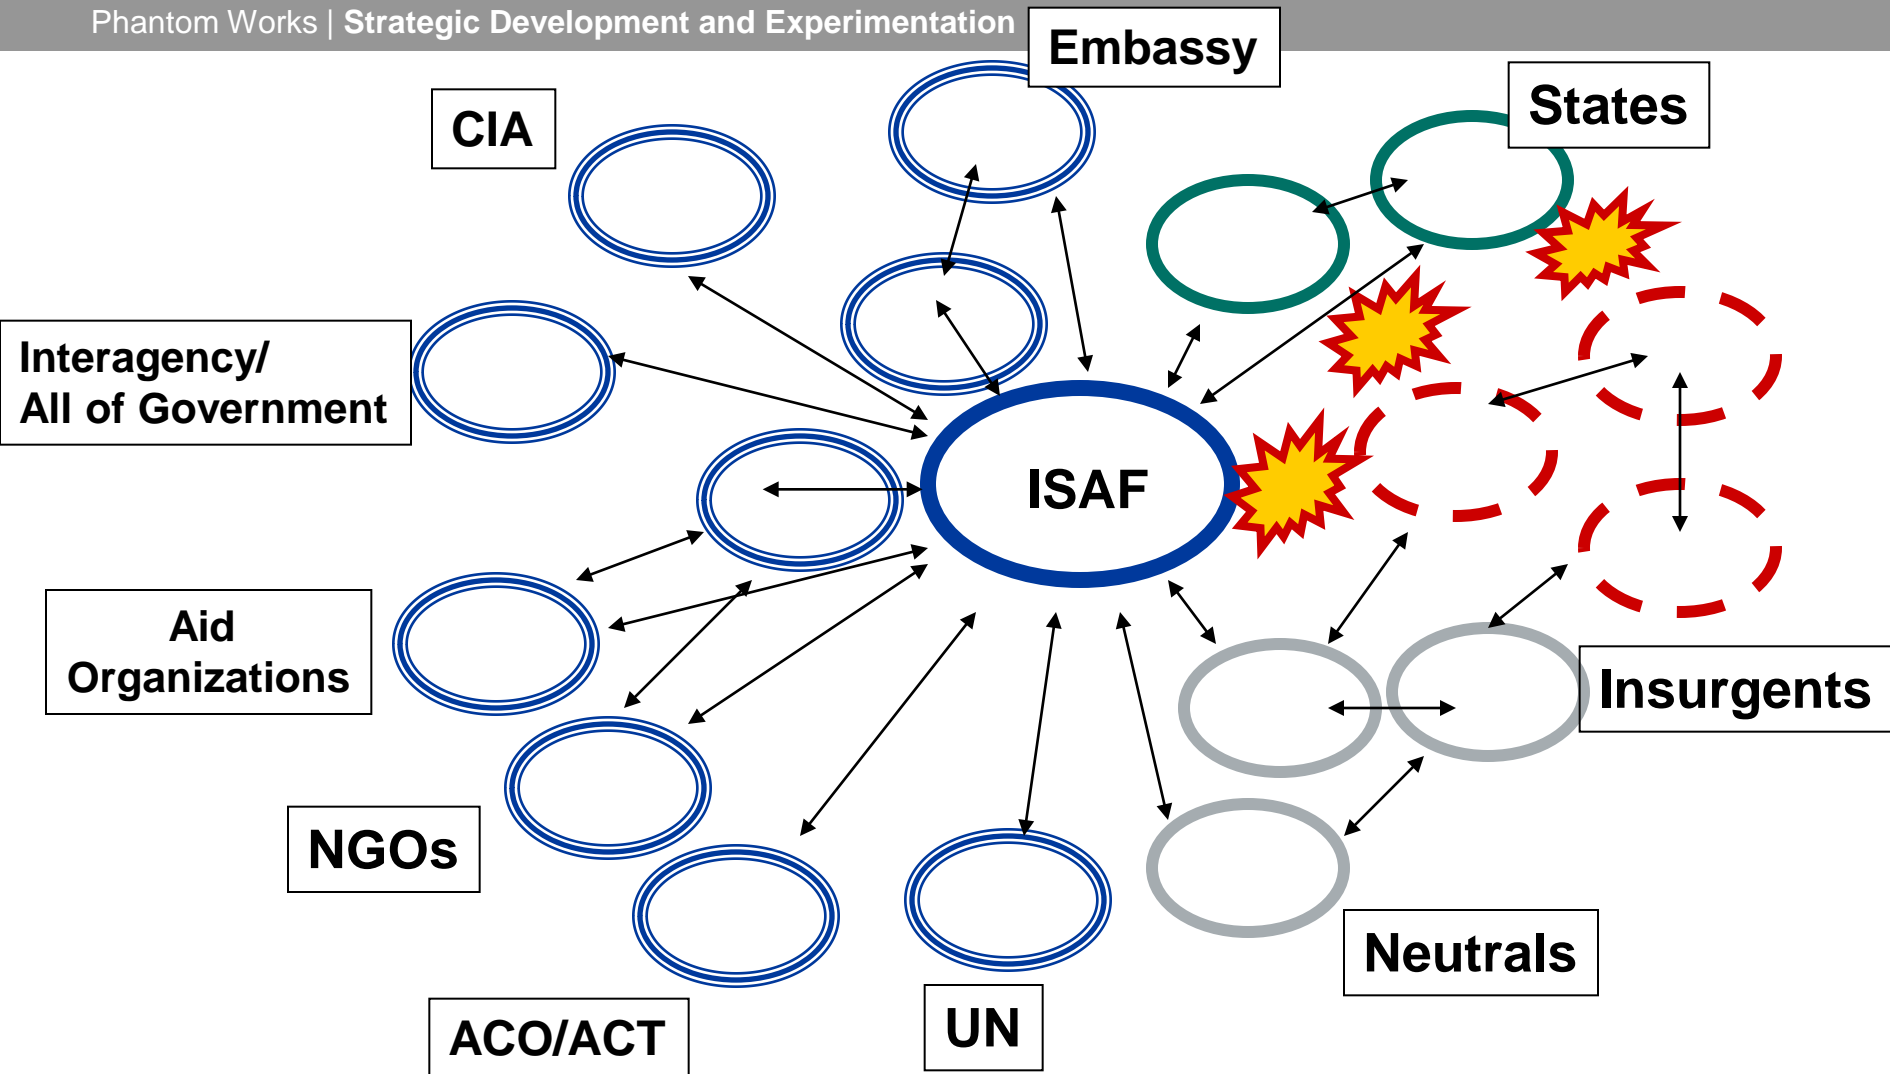 Phantom Works | Strategic Development and Experimentation
Embassy
States
CIA
Interagency/
All of Government
ISAF
Aid
Organizations
Insurgents
NGOs
Neutrals
UN
ACO/ACT